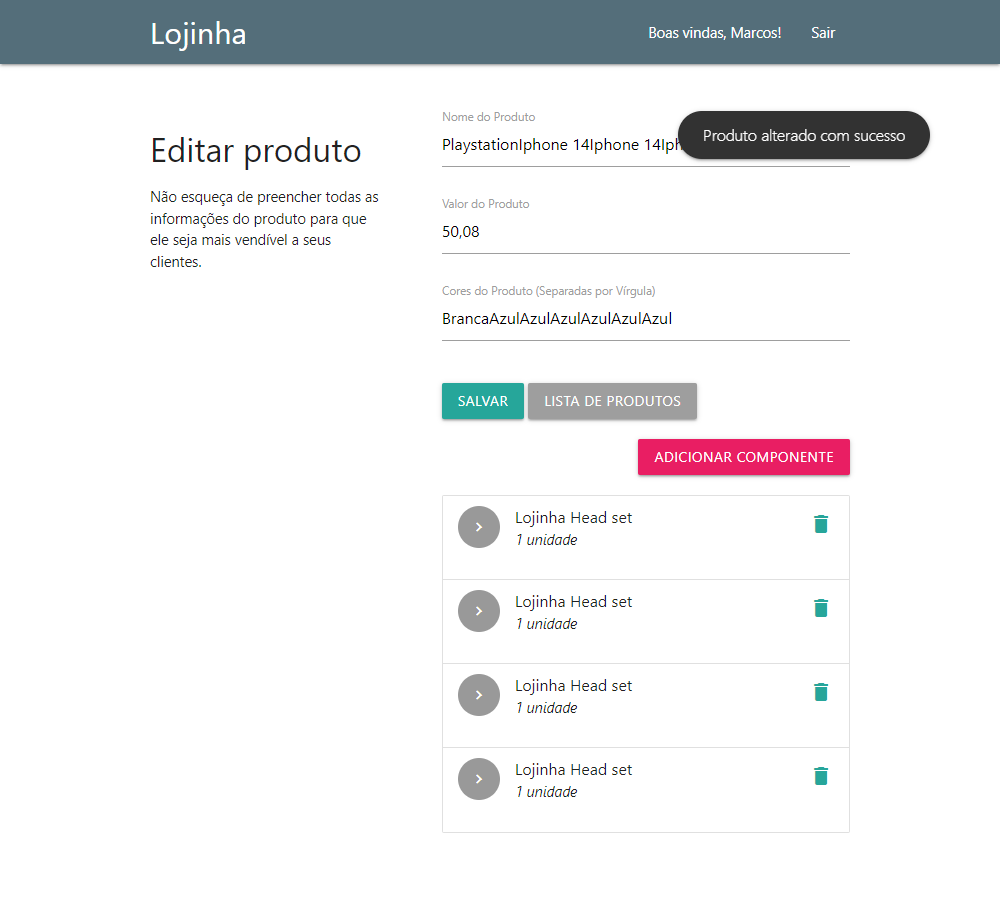 Lojinha
Boas vindas, Marcos!
Sair
Editar produto
Não esqueça de preencher todas as
informações do produto para que
ele seja mais vendível a seus
clientes.
Nome do Produto
PlaystationIphone 14Iphone 14Iph
Produto alterado com sucesso
Valor do Produto
50,08
Cores do Produto (Separadas por Vírgula)
BrancaAzulAzulAzulAzulAzulAzul
SALVAR
LISTA DE PRODUTOS
ADICIONAR COMPONENTE
Lojinha Head set
1 unidade
Lojinha Head set
1 unidade
Lojinha Head set
1 unidade
Lojinha Head set
1 unidade